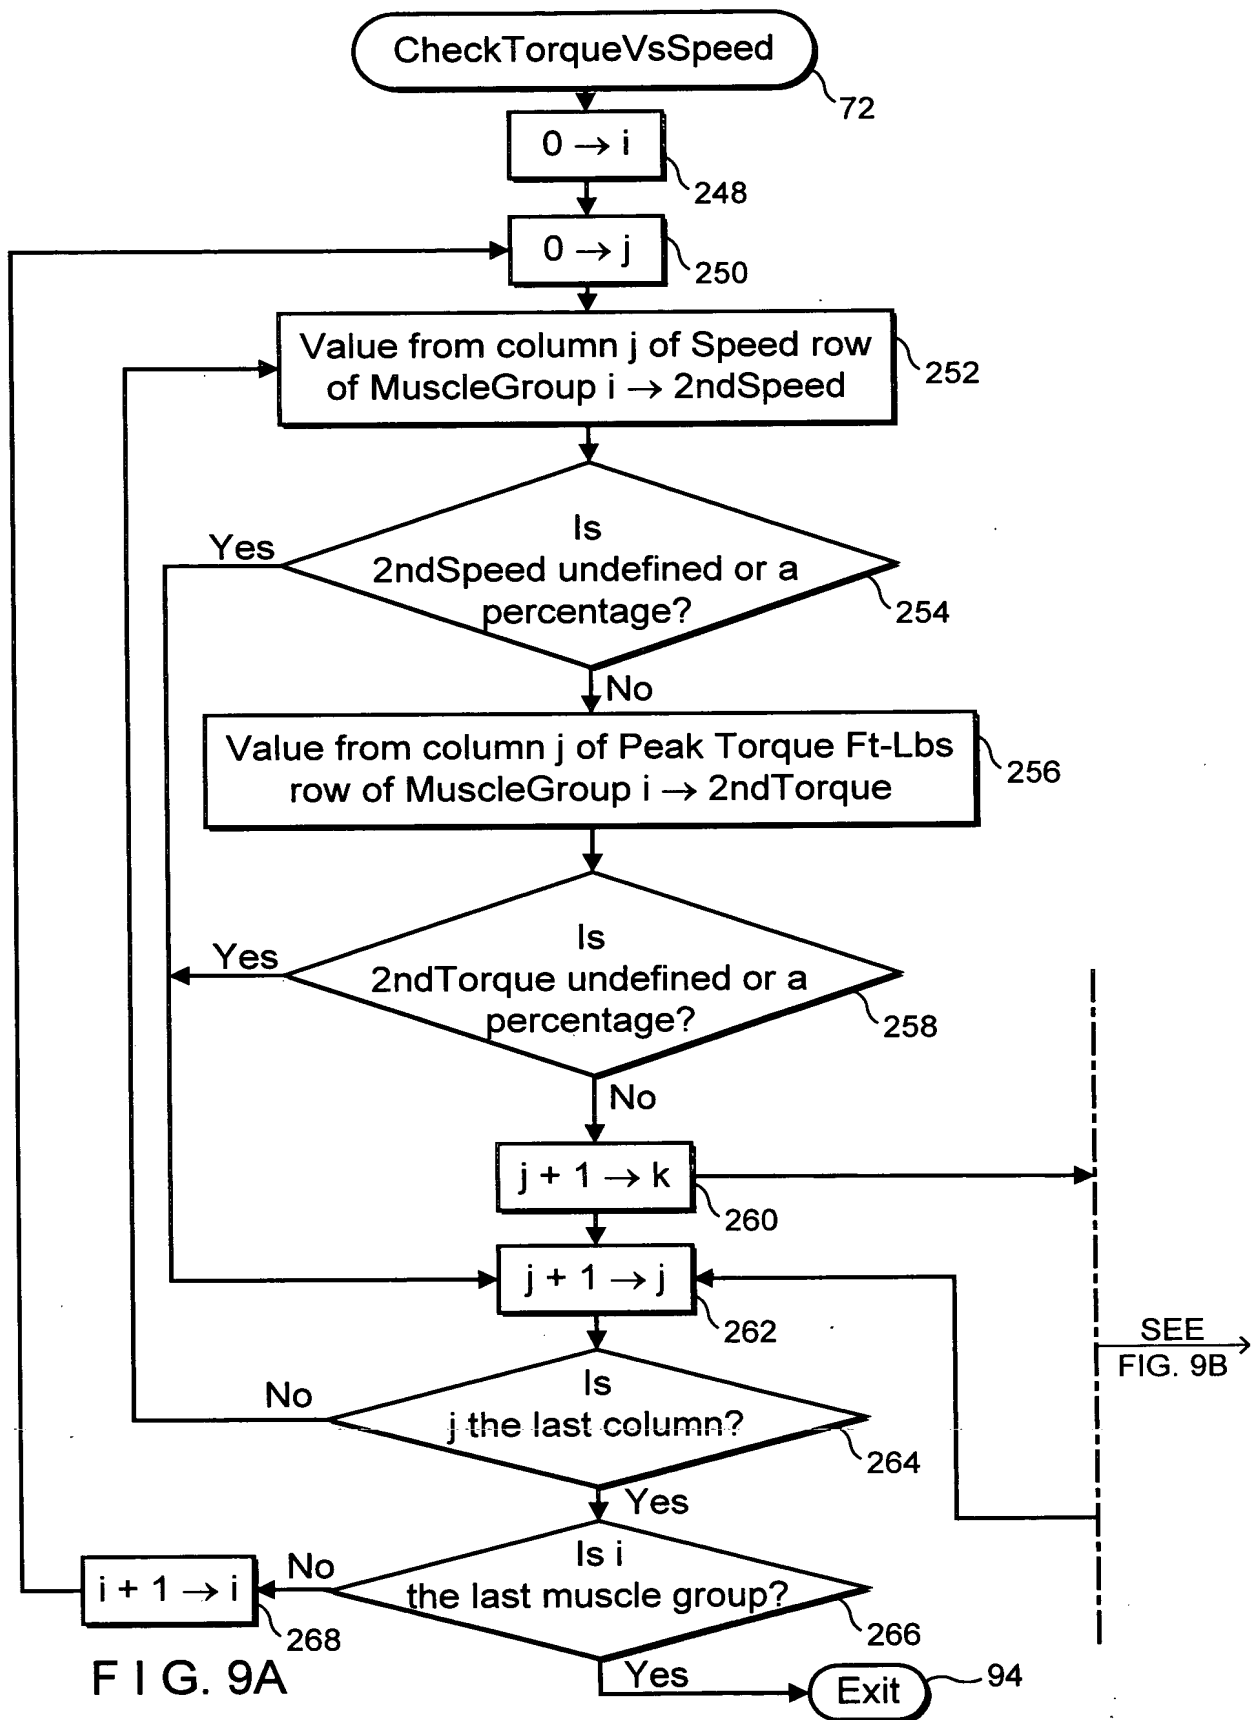 CheckTorqueVsSpeed
72
0 → i
248
0 → j
250
Value from column j of Speed row
of MuscleGroup i → 2ndSpeed
252
Is
2ndSpeed undefined or a
percentage?
Yes
254
No
Value from column j of Peak Torque Ft-Lbs
row of MuscleGroup i → 2ndTorque
256
Is
2ndTorque undefined or a
percentage?
Yes
258
No
j + 1 → k
260
j + 1 → j
262
SEE
FIG. 9B
Is
j the last column?
No
264
Yes
Is i
the last muscle group?
No
i + 1 → i
268
266
Yes
Exit
94
FIG. 9A